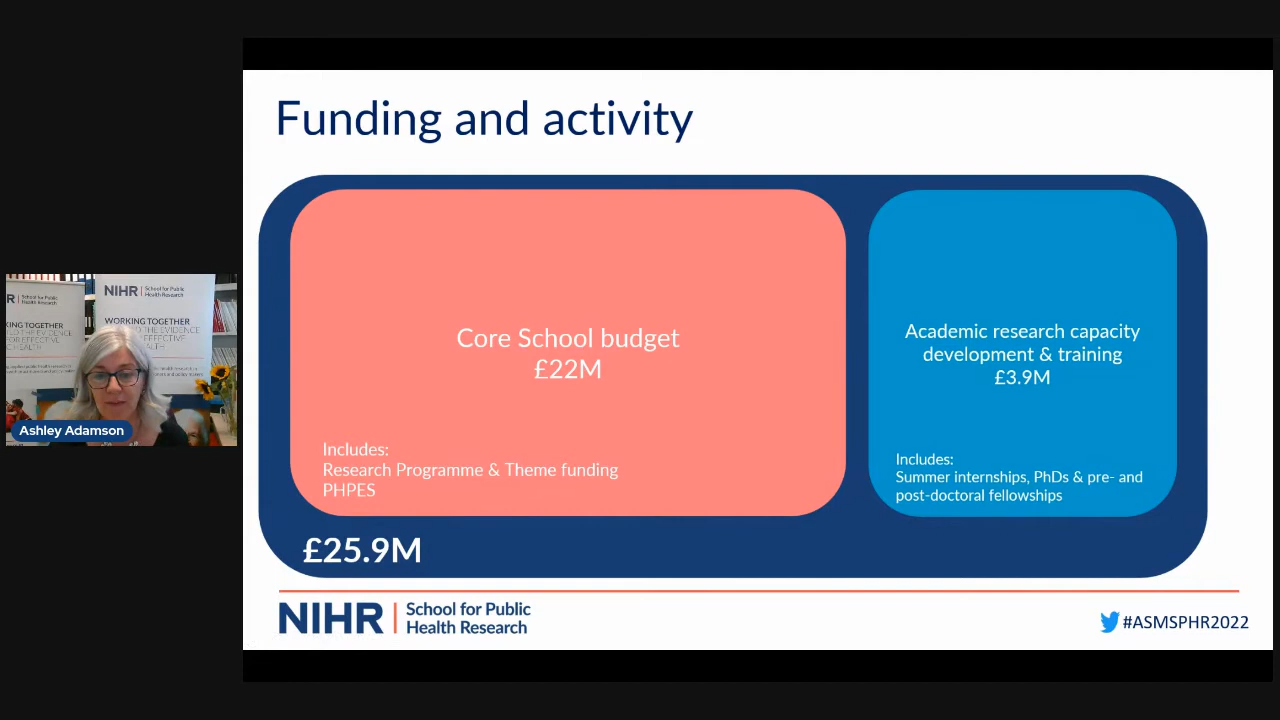 Funding and activity
Core School budget
£22M
Includes:
Research Programme & Theme funding
PHPES
Academic research capacity
development & training
£3.9M
Includes:
Summer internships, PhDs & pre- and
post-doctoral fellowships
£25.9M
NIHR | School for Public
Health Research
#ASMSPHR2022
NIHR | School for Public
Health Research
WORKING TOGETHER
Ashley Adamson